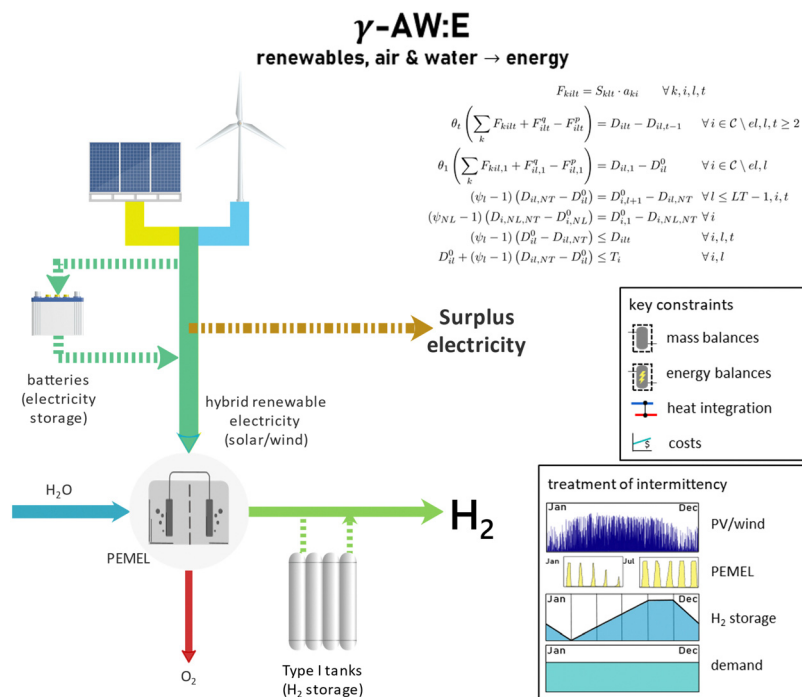 γ-AW:E
renewables, air & water → energy
F_{kilt} = S_{klt} · a_{ki} ∀ k, i, l, t
θ_t ( ∑_k F_{kilt} + F^q_{ilt} − F^p_{ilt} ) = D_{ilt} − D_{il,t−1} ∀ i ∈ C \ el, l, t ≥ 2
θ_1 ( ∑_k F_{kil,1} + F^q_{il,1} − F^p_{il,1} ) = D_{il,1} − D^0_{il} ∀ i ∈ C \ el, l
(ψ_l − 1) (D_{il,NT} − D^0_{il}) = D^0_{i,l+1} − D_{il,NT} ∀ l ≤ LT − 1, i, t
(ψ_{NL} − 1) (D_{i,NL,NT} − D^0_{i,NL}) = D^0_{i,1} − D_{i,NL,NT} ∀ i
(ψ_l − 1) (D^0_{il} − D_{il,NT}) ≤ D_{ilt} ∀ i, l, t
D^0_{il} + (ψ_l − 1) (D_{il,NT} − D^0_{il}) ≤ T_i ∀ i, l
Surplus
electricity
batteries
(electricity
storage)
hybrid renewable
electricity
(solar/wind)
H₂O
PEMEL
H₂
O₂
Type I tanks
(H₂ storage)
key constraints
mass balances
energy balances
heat integration
$
costs
treatment of intermittency
Jan Dec
PV/wind
Jan Jul
PEMEL
Jan Dec
H₂ storage
Jan Dec
demand